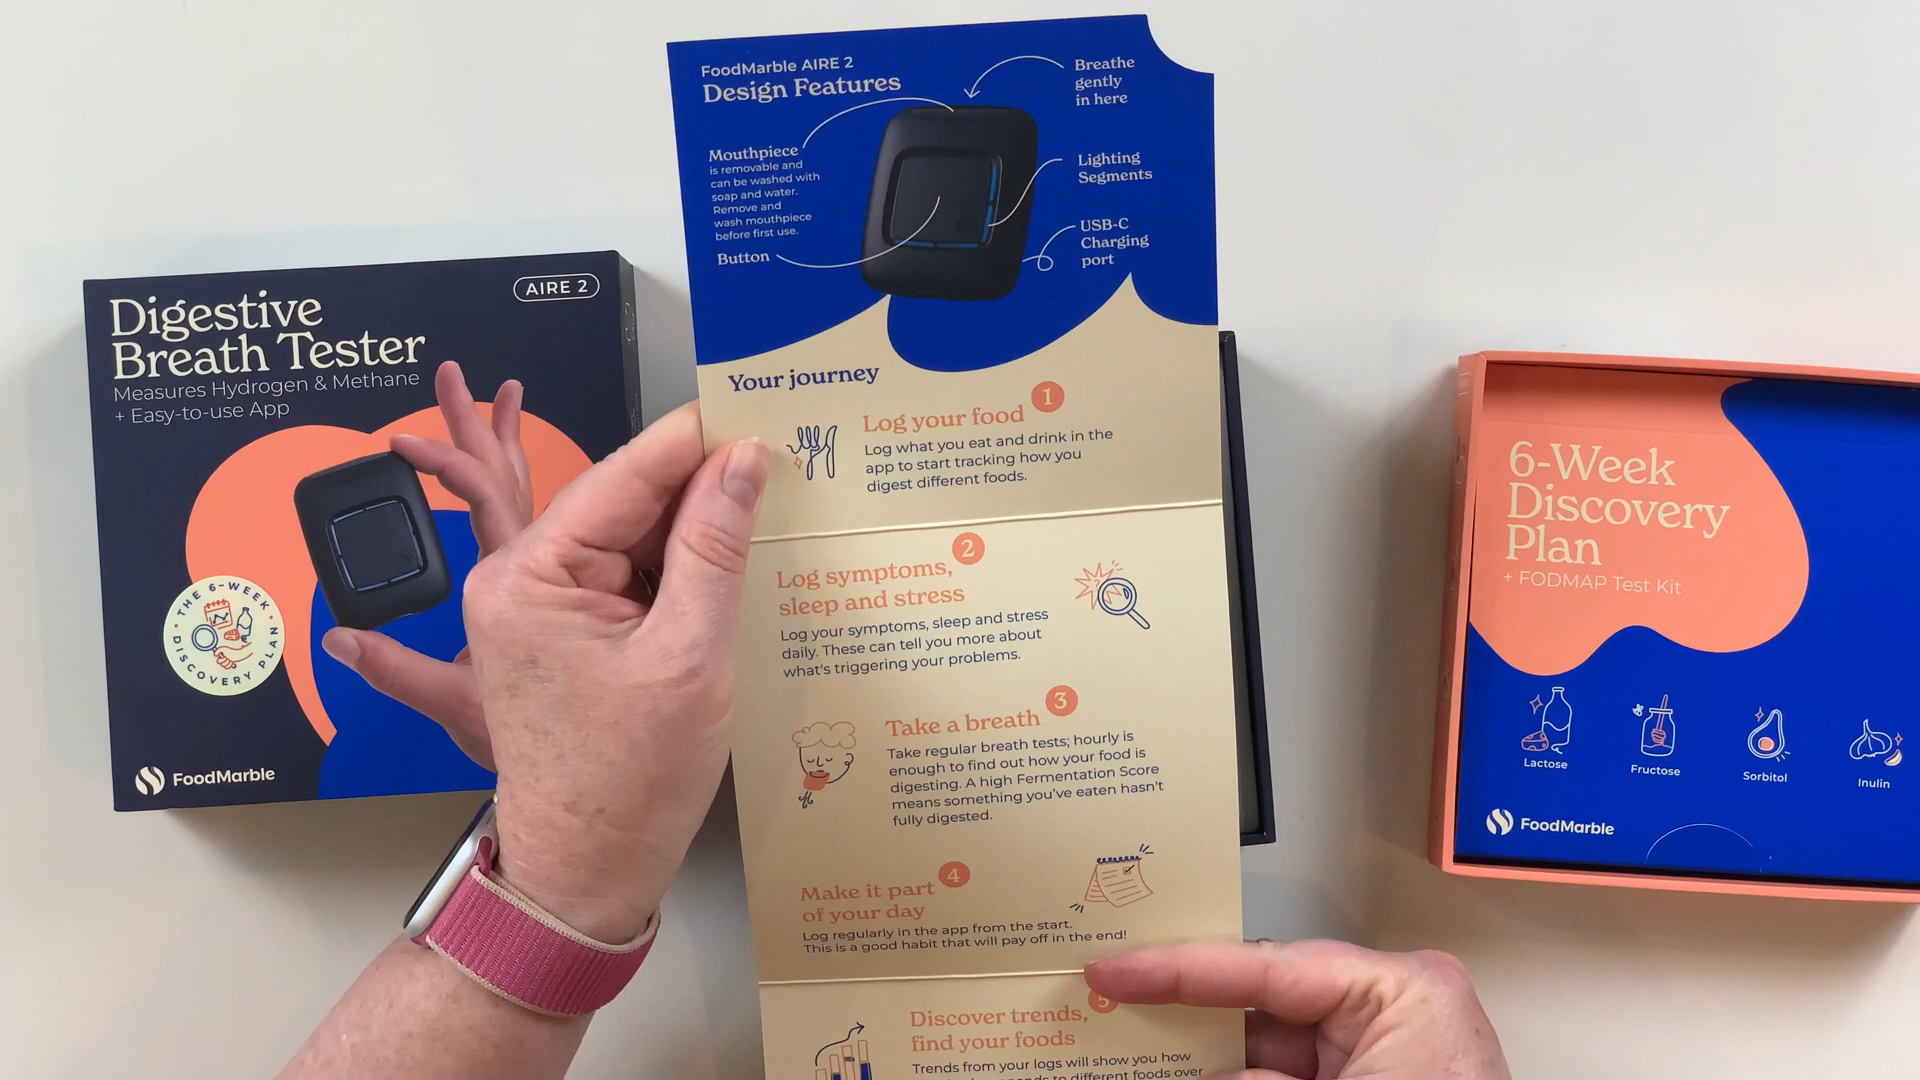 AIRE 2
Digestive
Breath Tester
Measures Hydrogen & Methane
+ Easy-to-use App
THE 6-WEEK
DISCOVERY PLAN
FoodMarble
FoodMarble AIRE 2
Design Features
Breathe
gently
in here
Mouthpiece
is removable and
can be washed with
soap and water.
Remove and
wash mouthpiece
before first use.
Lighting
Segments
Button
USB-C
Charging
port
Your journey
1
Log your food
Log what you eat and drink in the
app to start tracking how you
digest different foods.
2
Log symptoms,
sleep and stress
Log your symptoms, sleep and stress
daily. These can tell you more about
what's triggering your problems.
3
Take a breath
Take regular breath tests; hourly is
enough to find out how your food is
digesting. A high Fermentation Score
means something you've eaten hasn't
fully digested.
4
Make it part
of your day
Log regularly in the app from the start.
This is a good habit that will pay off in the end!
5
Discover trends,
find your foods
Trends from your logs will show you how
to different foods over
6-Week
Discovery
Plan
+ FODMAP Test Kit
Lactose
Fructose
Sorbitol
Inulin
FoodMarble